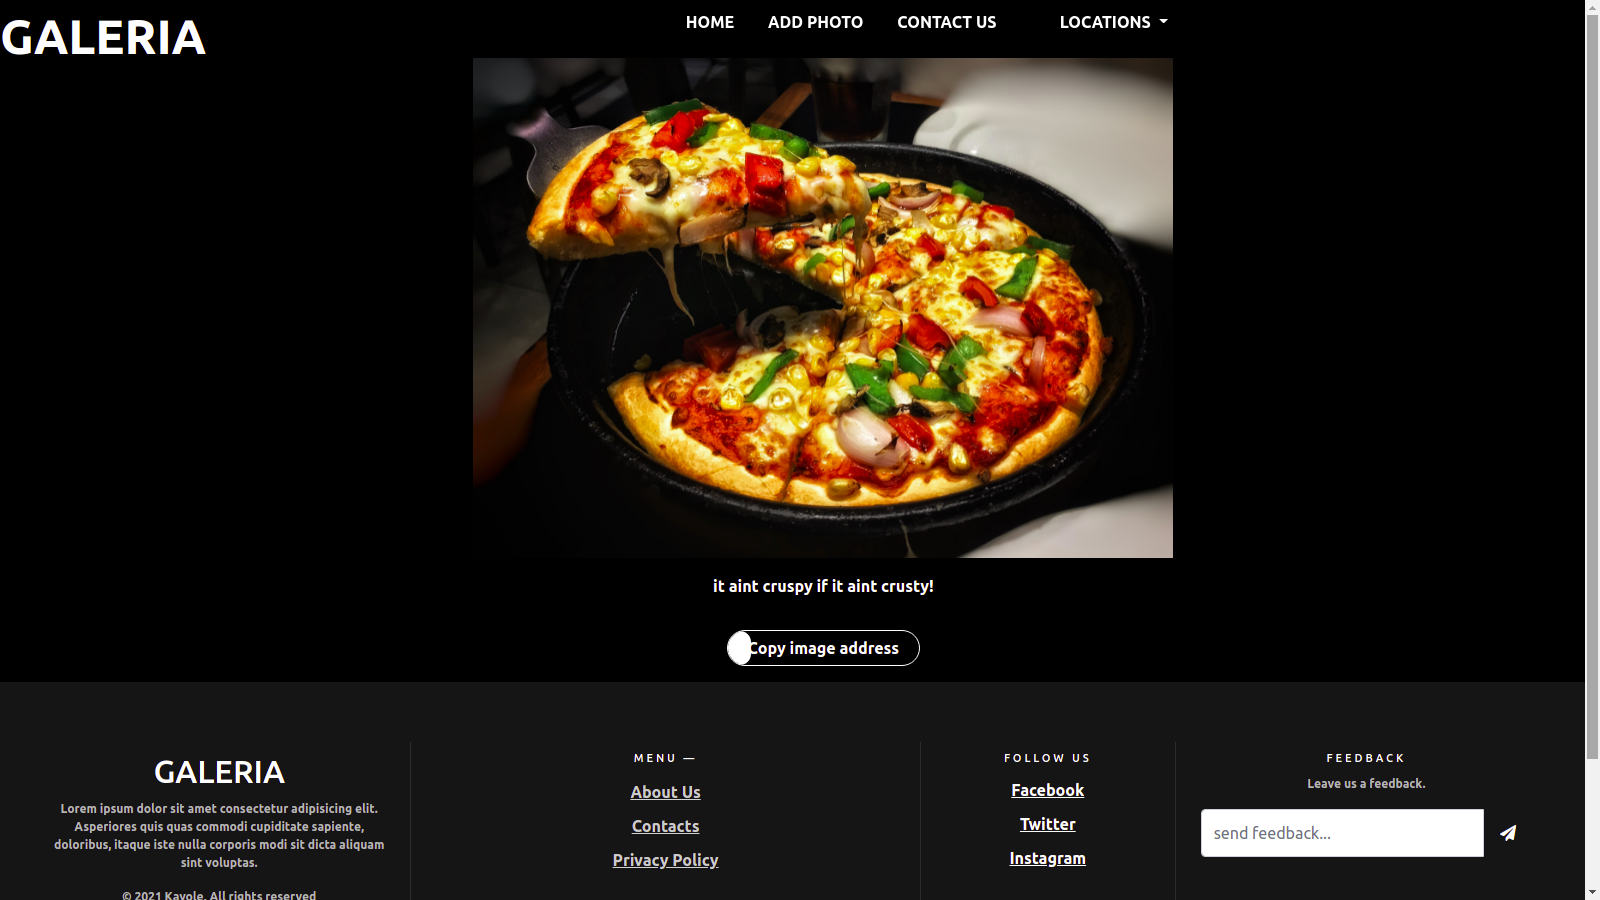 GALERIA
HOME
ADD PHOTO
CONTACT US
LOCATIONS
it aint cruspy if it aint crusty!
Copy image address
GALERIA
Lorem ipsum dolor sit amet consectetur adipisicing elit.
Asperiores quis quas commodi cupiditate sapiente,
doloribus, itaque iste nulla corporis modi sit dicta aliquam
sint voluptas.
© 2021 Kayole. All rights reserved
MENU —
About Us
Contacts
Privacy Policy
FOLLOW US
Facebook
Twitter
Instagram
FEEDBACK
Leave us a feedback.
send feedback...